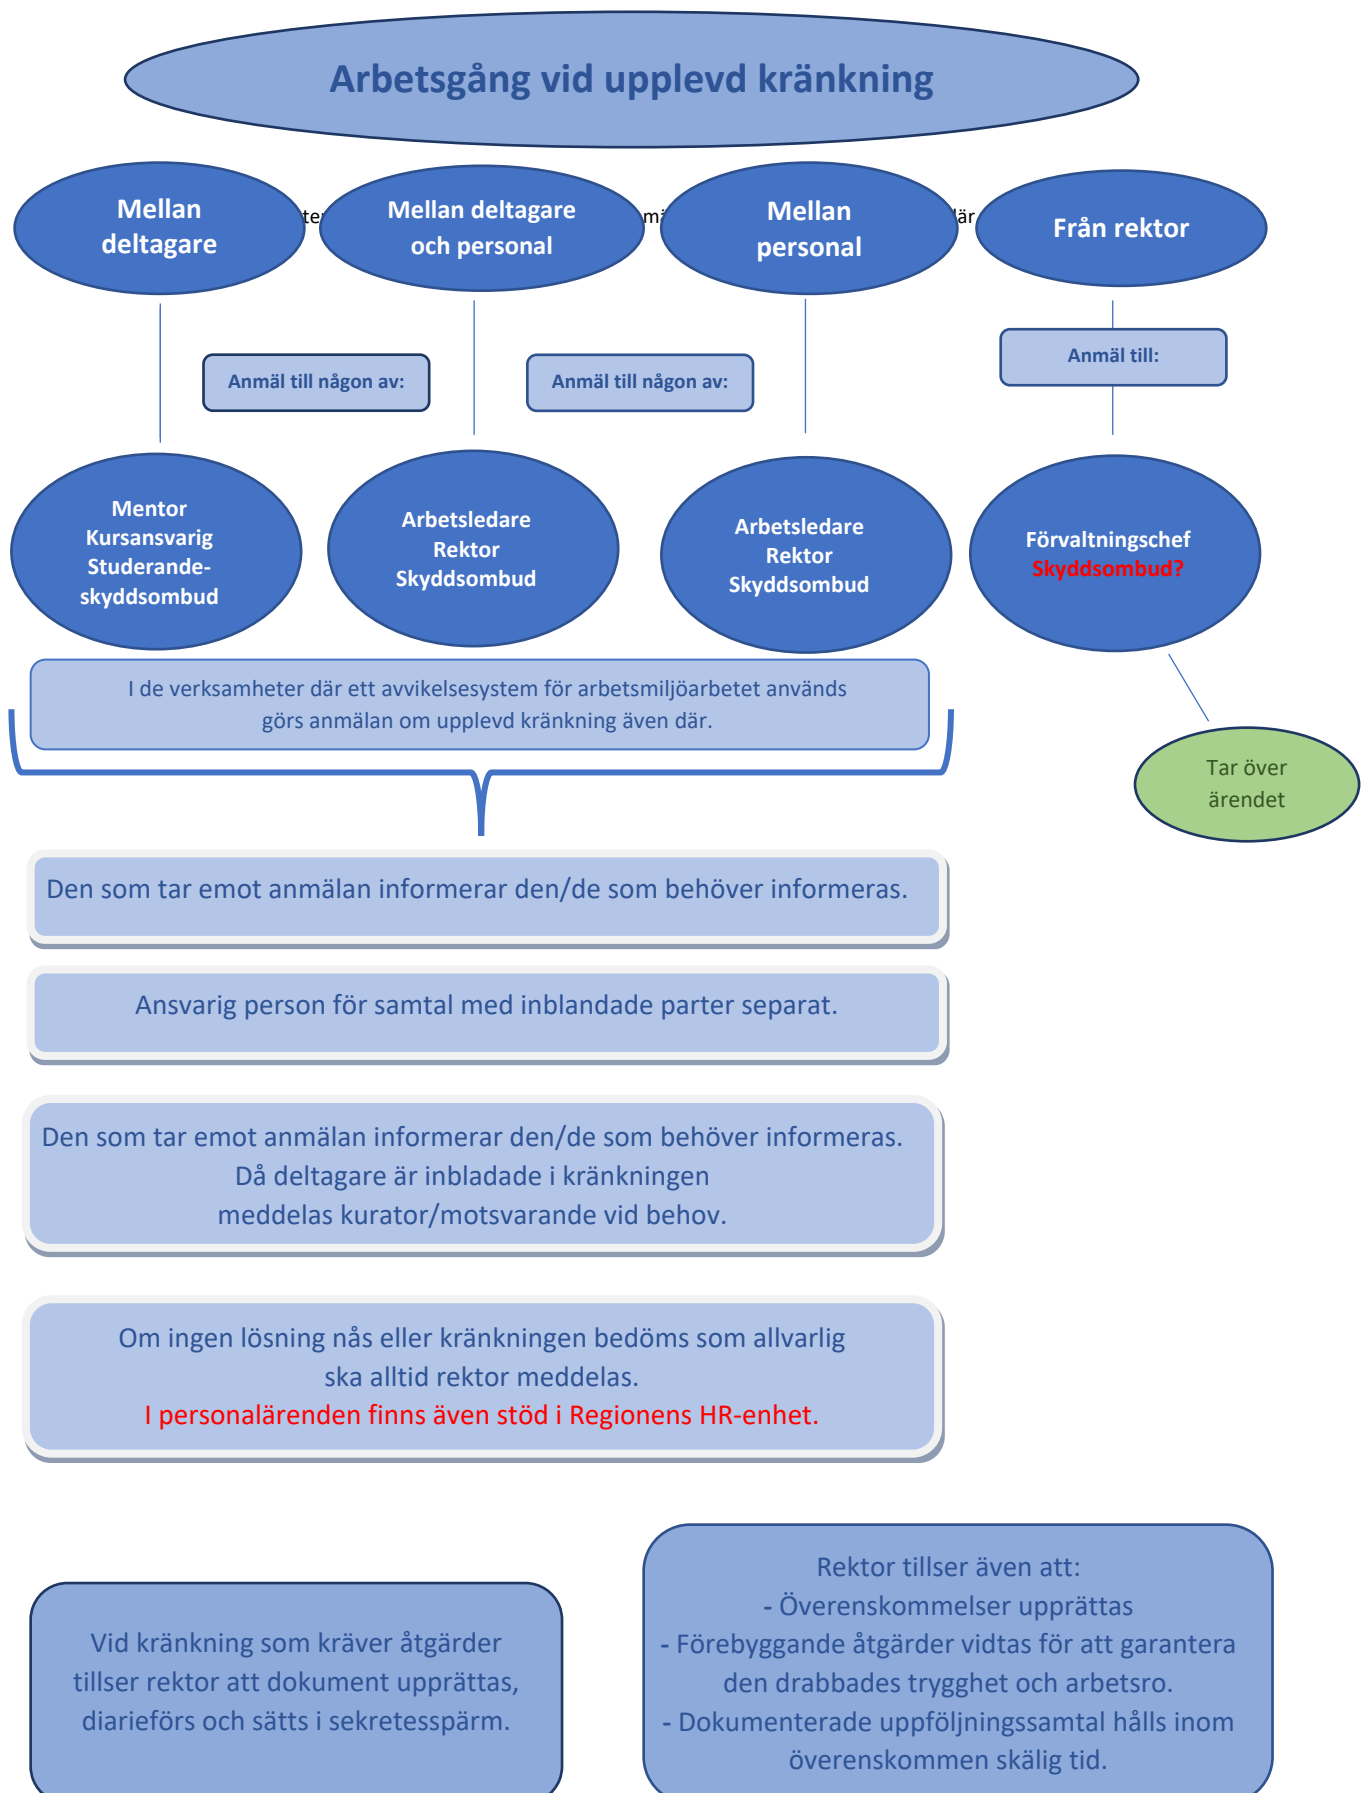 Arbetsgång vid upplevd kränkning
Mellan
deltagare
Mellan deltagare
och personal
Mellan
personal
Från rektor
Anmäl till någon av:
Anmäl till någon av:
Anmäl till:
Mentor
Kursansvarig
Studerande-
skyddsombud
Arbetsledare
Rektor
Skyddsombud
Arbetsledare
Rektor
Skyddsombud
Förvaltningschef
Skyddsombud?
I de verksamheter där ett avvikelsesystem för arbetsmiljöarbetet används
görs anmälan om upplevd kränkning även där.
Tar över
ärendet
Den som tar emot anmälan informerar den/de som behöver informeras.
Ansvarig person för samtal med inblandade parter separat.
Den som tar emot anmälan informerar den/de som behöver informeras.
Då deltagare är inbladade i kränkningen
meddelas kurator/motsvarande vid behov.
Om ingen lösning nås eller kränkningen bedöms som allvarlig
ska alltid rektor meddelas.
I personalärenden finns även stöd i Regionens HR-enhet.
Vid kränkning som kräver åtgärder
tillser rektor att dokument upprättas,
diarieförs och sätts i sekretesspärm.
Rektor tillser även att:
- Överenskommelser upprättas
- Förebyggande åtgärder vidtas för att garantera
den drabbades trygghet och arbetsro.
- Dokumenterade uppföljningssamtal hålls inom
överenskommen skälig tid.